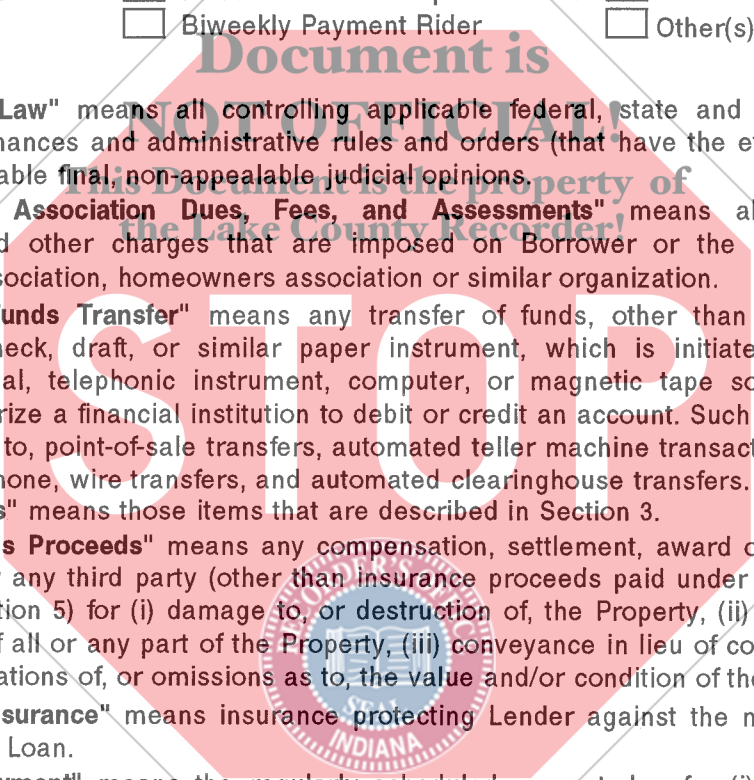 Biweekly Payment Rider Other(s)
Document is
Law" means all controlling applicable federal, state and
NOT OFFICIAL!
nances and administrative rules and orders (that have the e
able final, non-appealable judicial opinions.
This Document is the property of
Association Dues, Fees, and Assessments" means a
the Lake County Recorder!
d other charges that are imposed on Borrower or the
sociation, homeowners association or similar organization.
unds Transfer" means any transfer of funds, other than
heck, draft, or similar paper instrument, which is initiate
al, telephonic instrument, computer, or magnetic tape so
rize a financial institution to debit or credit an account. Such
to, point-of-sale transfers, automated teller machine transact
hone, wire transfers, and automated clearinghouse transfers.
STOP
s" means those items that are described in Section 3.
s Proceeds" means any compensation, settlement, award o
any third party (other than insurance proceeds paid under
tion 5) for (i) damage to, or destruction of, the Property, (ii)
f all or any part of the Property, (iii) conveyance in lieu of co
ations of, or omissions as to, the value and/or condition of the
surance" means insurance protecting Lender against the n
Loan.
RECORDER'S OFFICE
SEAL
INDIANA